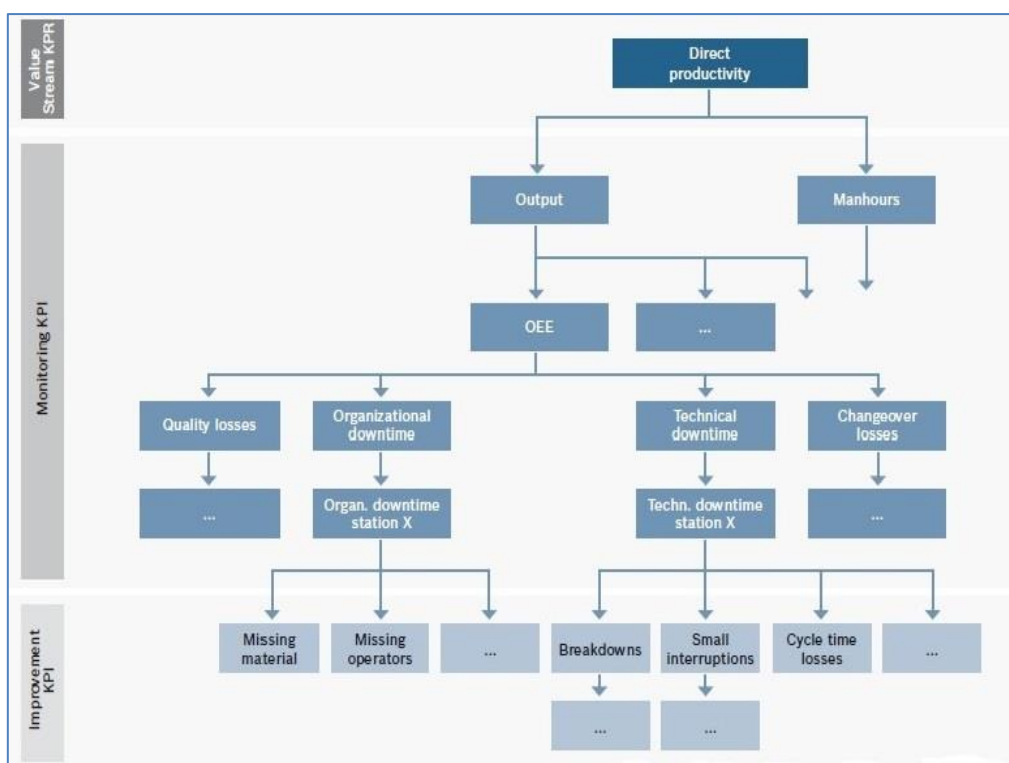 Value
Stream KPR
Direct
productivity
Monitoring KPI
Output
Manhours
OEE
...
Quality losses
Organizational
downtime
Technical
downtime
Changeover
losses
...
Organ. downtime
station X
Techn. downtime
station X
...
Improvement
KPI
Missing
material
Missing
operators
...
Breakdowns
Small
interruptions
Cycle time
losses
...
...
...